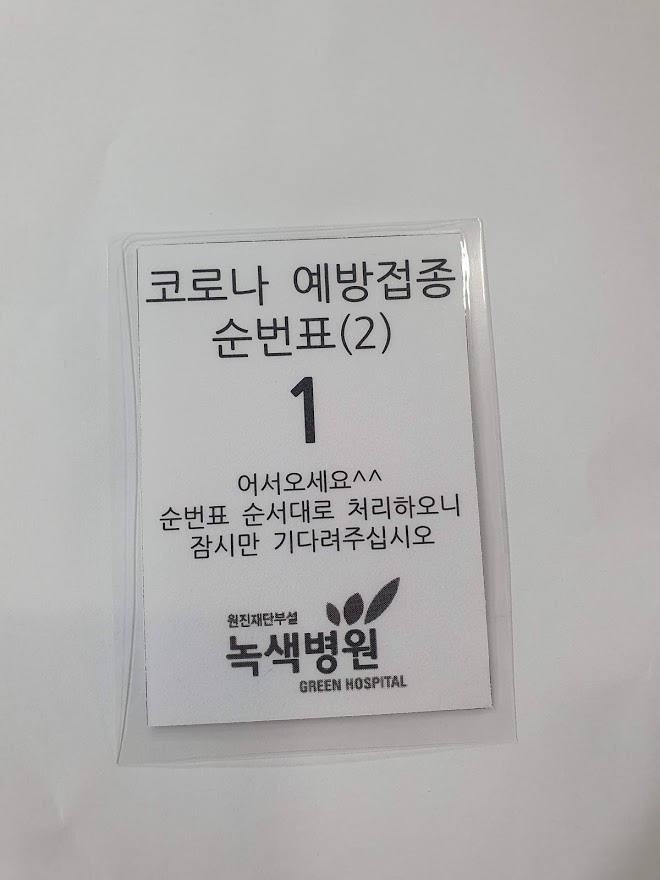 코로나 예방접종
순번표(2)
1
어서오세요^^
순번표 순서대로 처리하오니
잠시만 기다려주십시오
원진재단부설
녹색병원
GREEN HOSPITAL